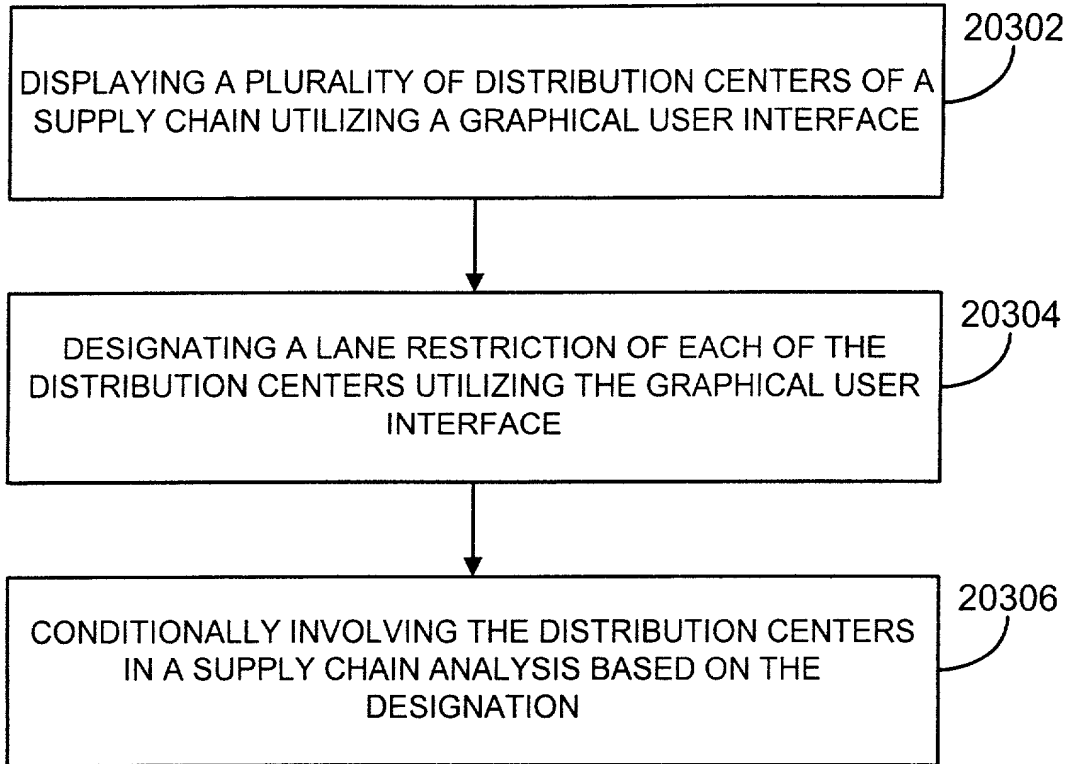 20302
DISPLAYING A PLURALITY OF DISTRIBUTION CENTERS OF A
SUPPLY CHAIN UTILIZING A GRAPHICAL USER INTERFACE
20304
DESIGNATING A LANE RESTRICTION OF EACH OF THE
DISTRIBUTION CENTERS UTILIZING THE GRAPHICAL USER
INTERFACE
20306
CONDITIONALLY INVOLVING THE DISTRIBUTION CENTERS
IN A SUPPLY CHAIN ANALYSIS BASED ON THE
DESIGNATION